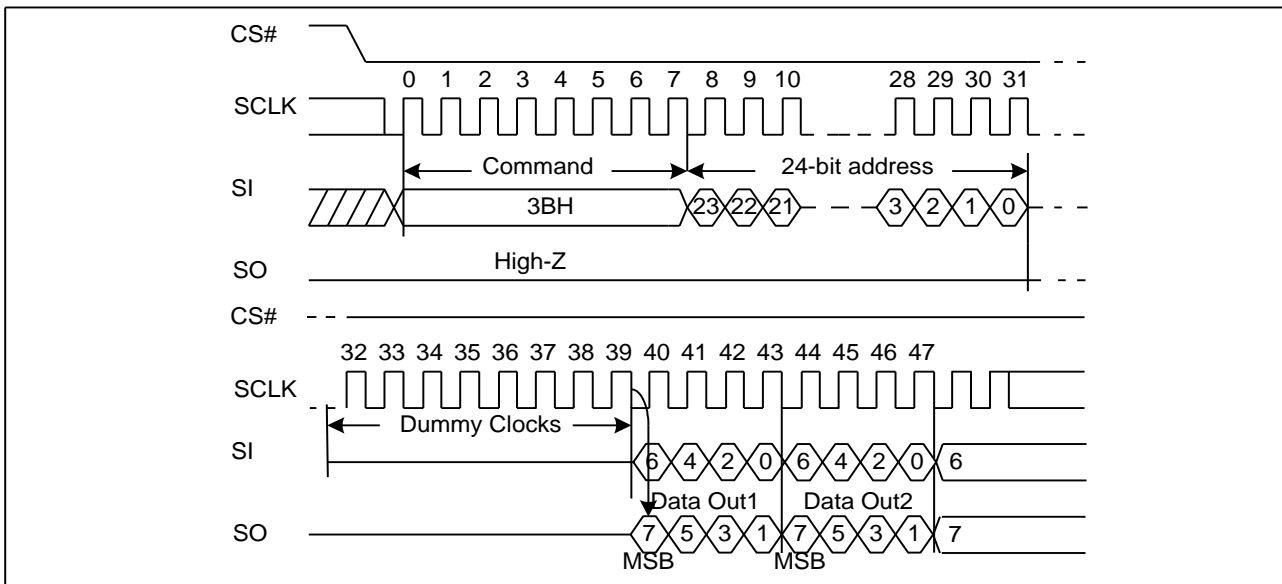 CS#
0 1 2 3 4 5 6 7 8 9 10 28 29 30 31
SCLK
Command 24-bit address
SI
3BH 23 22 21 3 2 1 0
High-Z
SO
CS#
32 33 34 35 36 37 38 39 40 41 42 43 44 45 46 47
SCLK
Dummy Clocks
SI
6 4 2 0 6 4 2 0 6
Data Out1 Data Out2
SO
7 5 3 1 7 5 3 1 7
MSB MSB